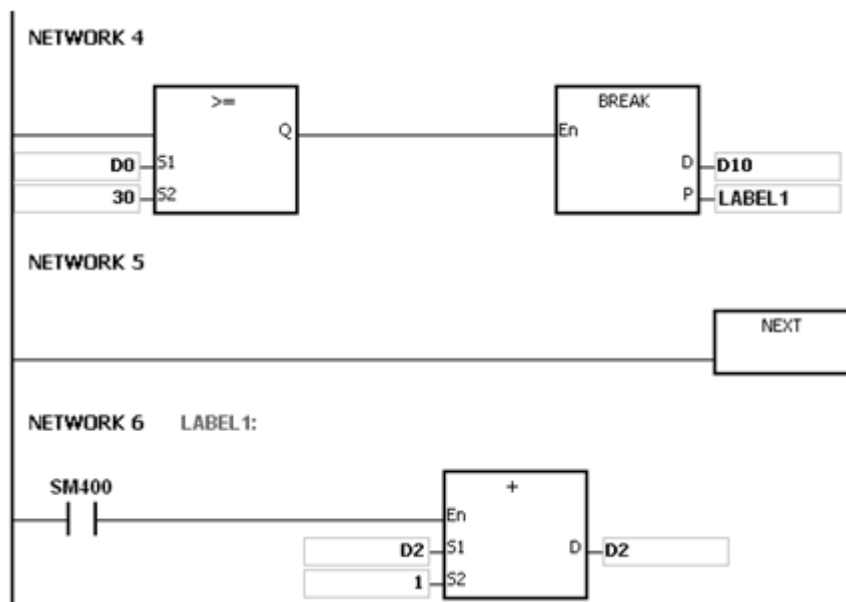 NETWORK 4
>= BREAK
Q En
D0 S1 D D10
30 S2 P LABEL1
NETWORK 5
NEXT
NETWORK 6 LABEL1:
SM400 +
En
D2 S1 D D2
1 S2